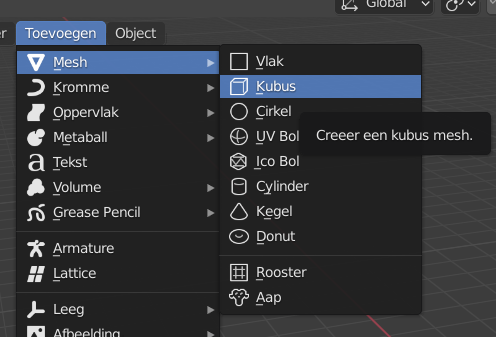 Global
Toevoegen Object
Mesh
Kromme
Oppervlak
Metaball
Tekst
Volume
Grease Pencil
Armature
Lattice
Leeg
Afbeelding
Vlak
Kubus
Cirkel
UV Bol
Ico Bol
Cylinder
Kegel
Donut
Rooster
Aap
Creeer een kubus mesh.